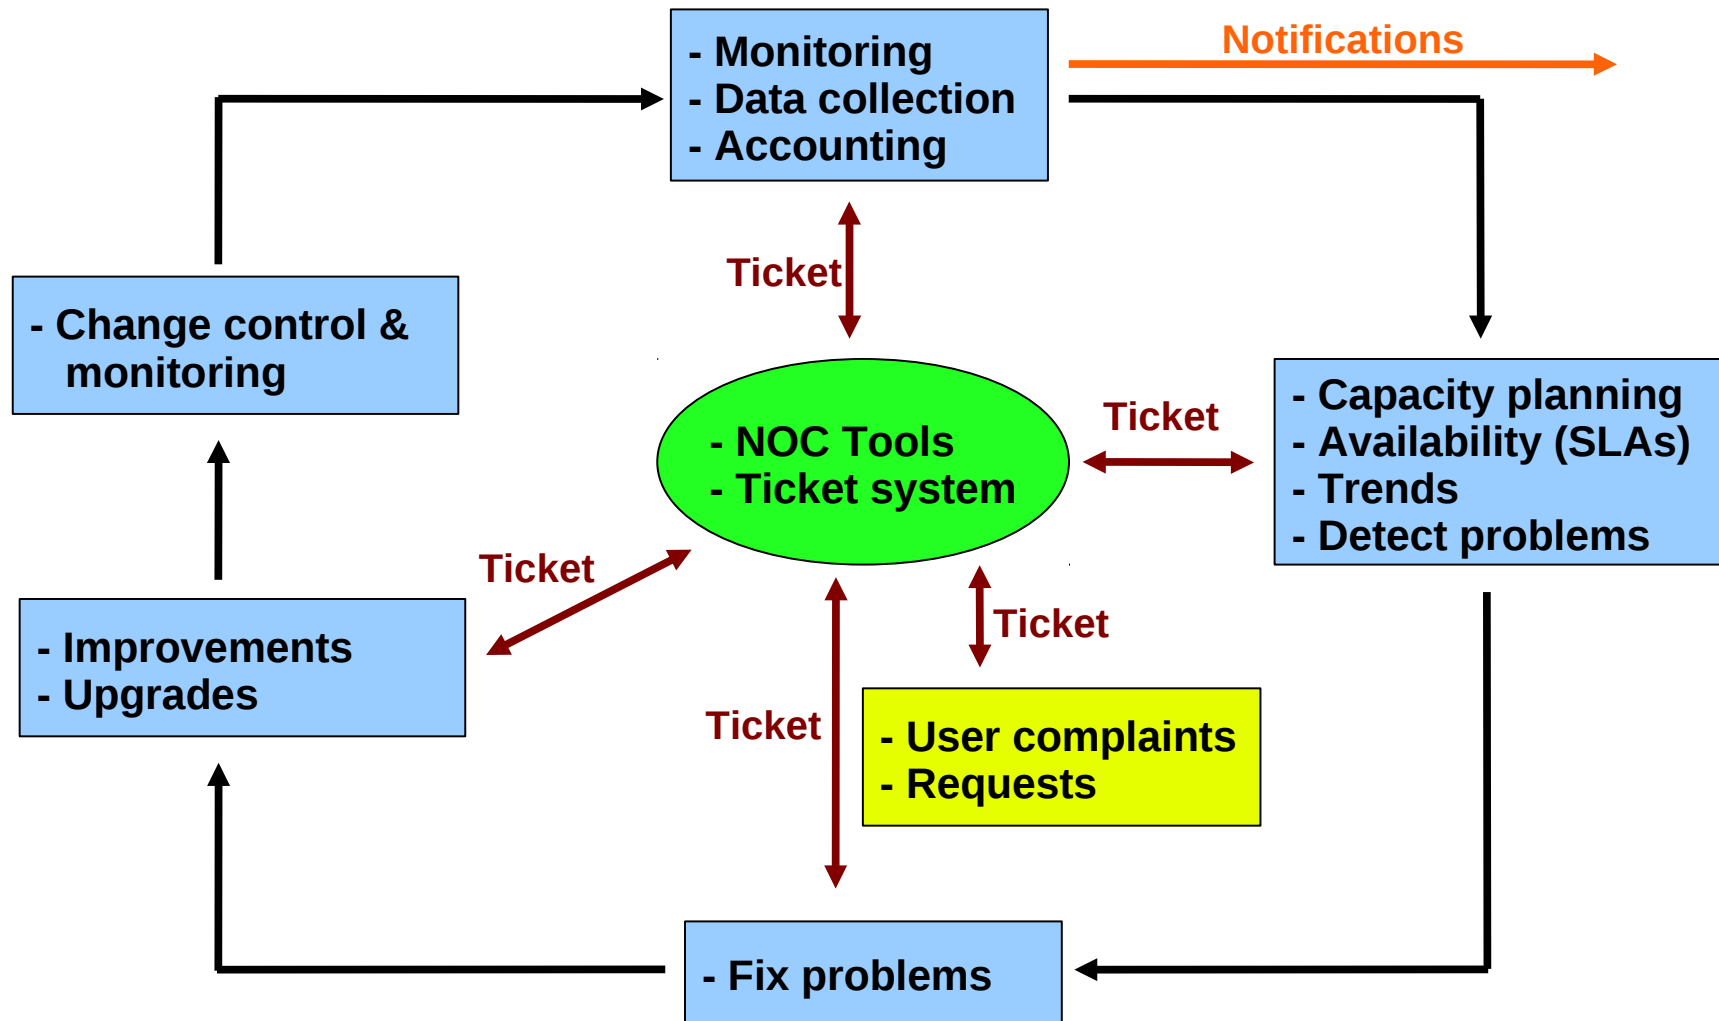 Notifications
- Monitoring
- Data collection
- Accounting
Ticket
- Change control &
monitoring
- Capacity planning
- Availability (SLAs)
- Trends
- Detect problems
Ticket
- NOC Tools
- Ticket system
Ticket
Ticket
- Improvements
- Upgrades
Ticket
- User complaints
- Requests
- Fix problems